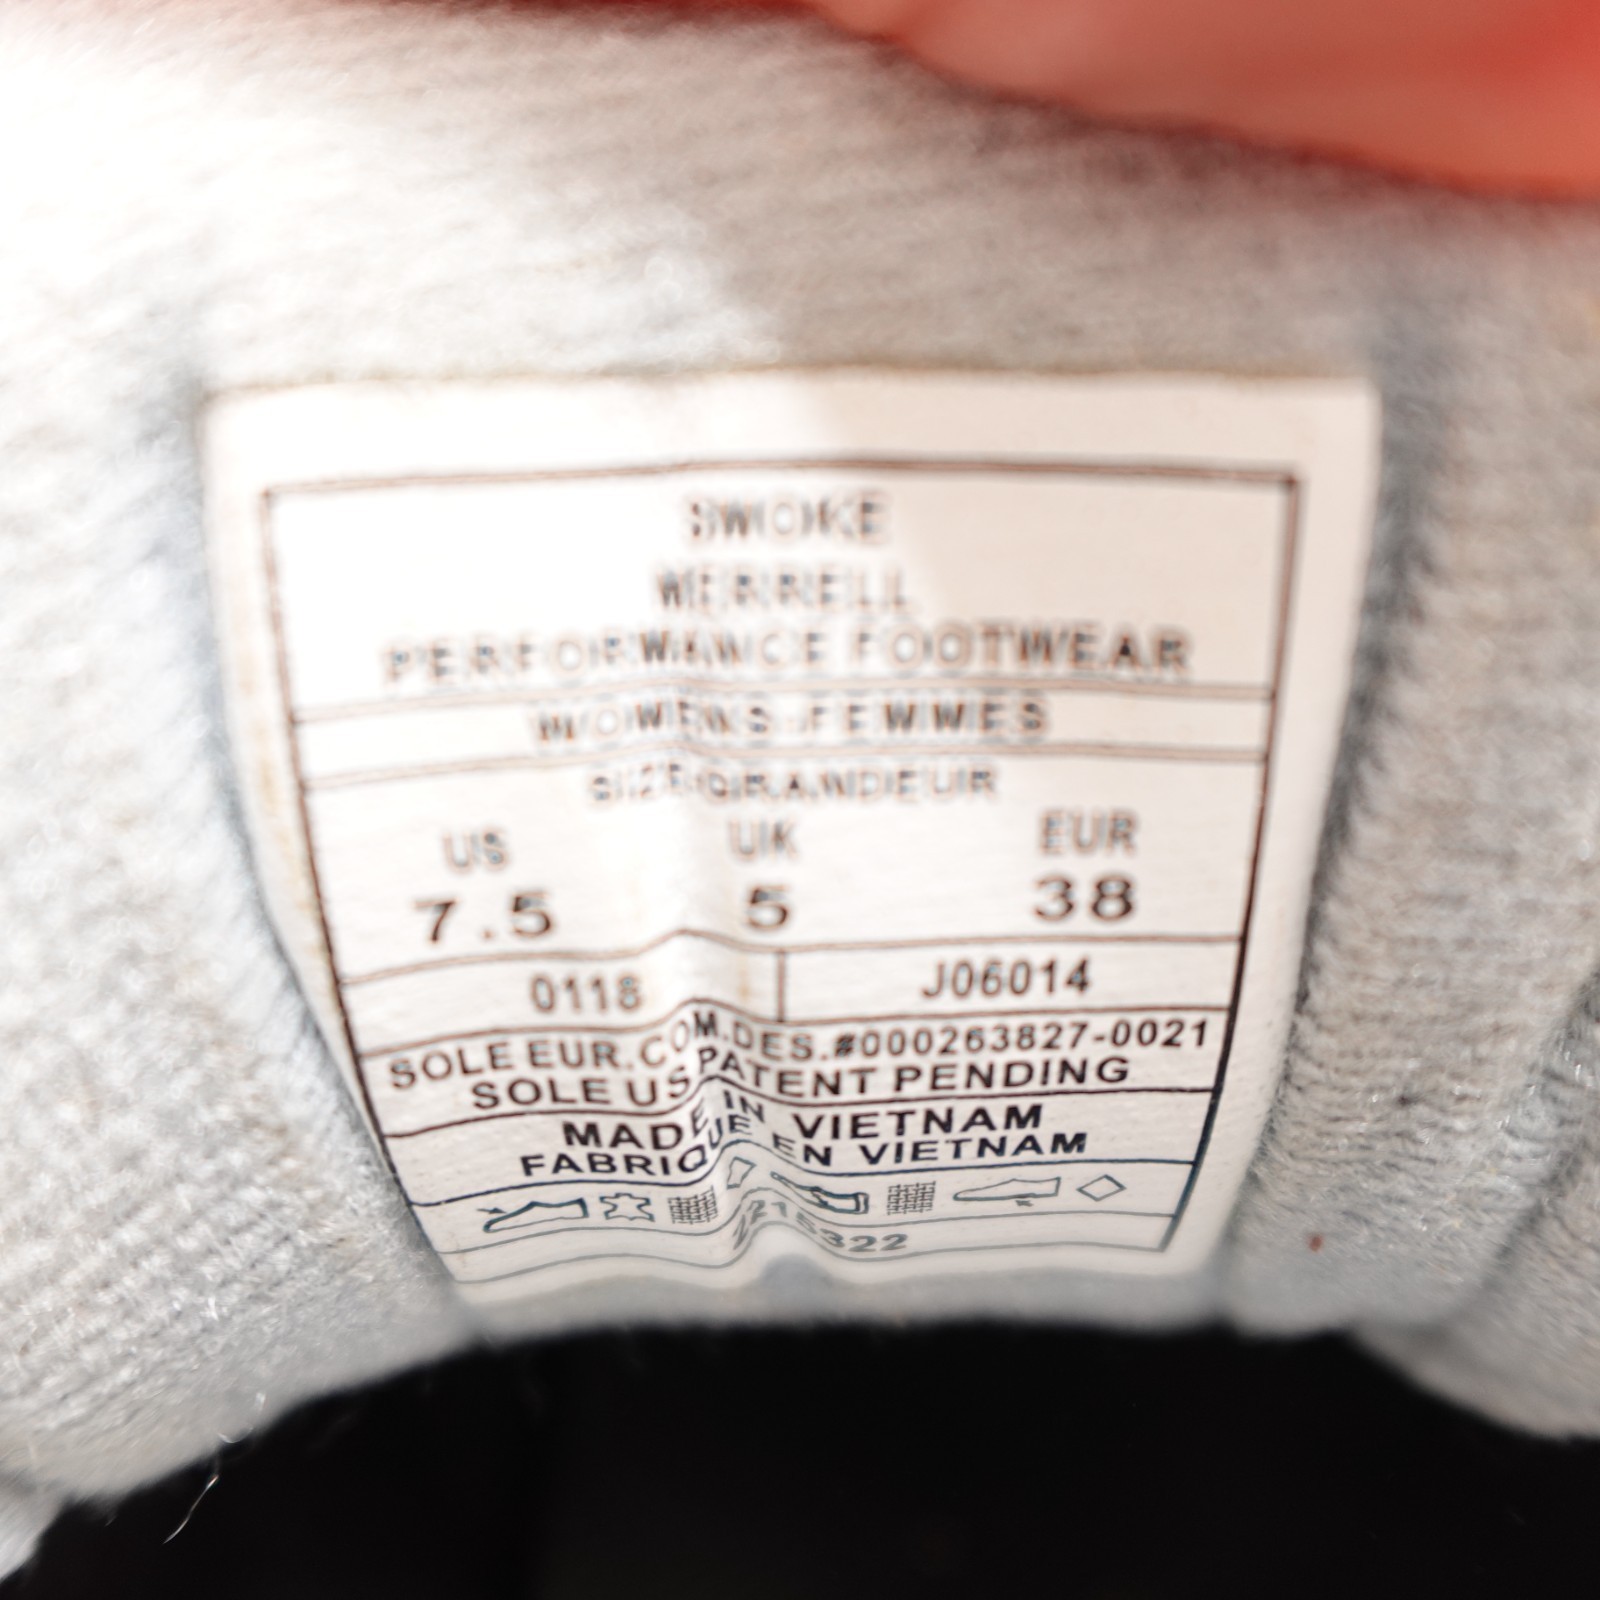 SMOKE
MERRELL
PERFORMANCE FOOTWEAR
WOMENS-FEMMES
SIZE-GRANDEUR
US UK EUR
7.5 5 38
0118 J06014
SOLE EUR.COM.DES.#000263827-0021
SOLE US PATENT PENDING
MADE IN VIETNAM
FABRIQUE EN VIETNAM